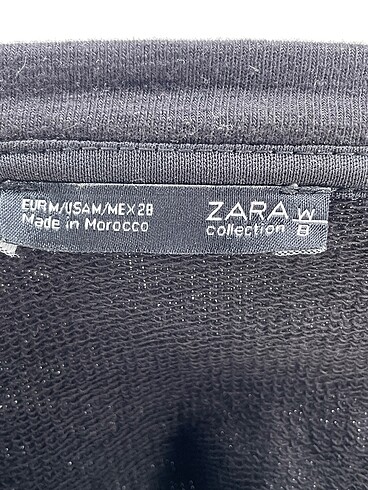 EUR M/USA M/MEX 28
Made in Morocco
ZARA W
collection B